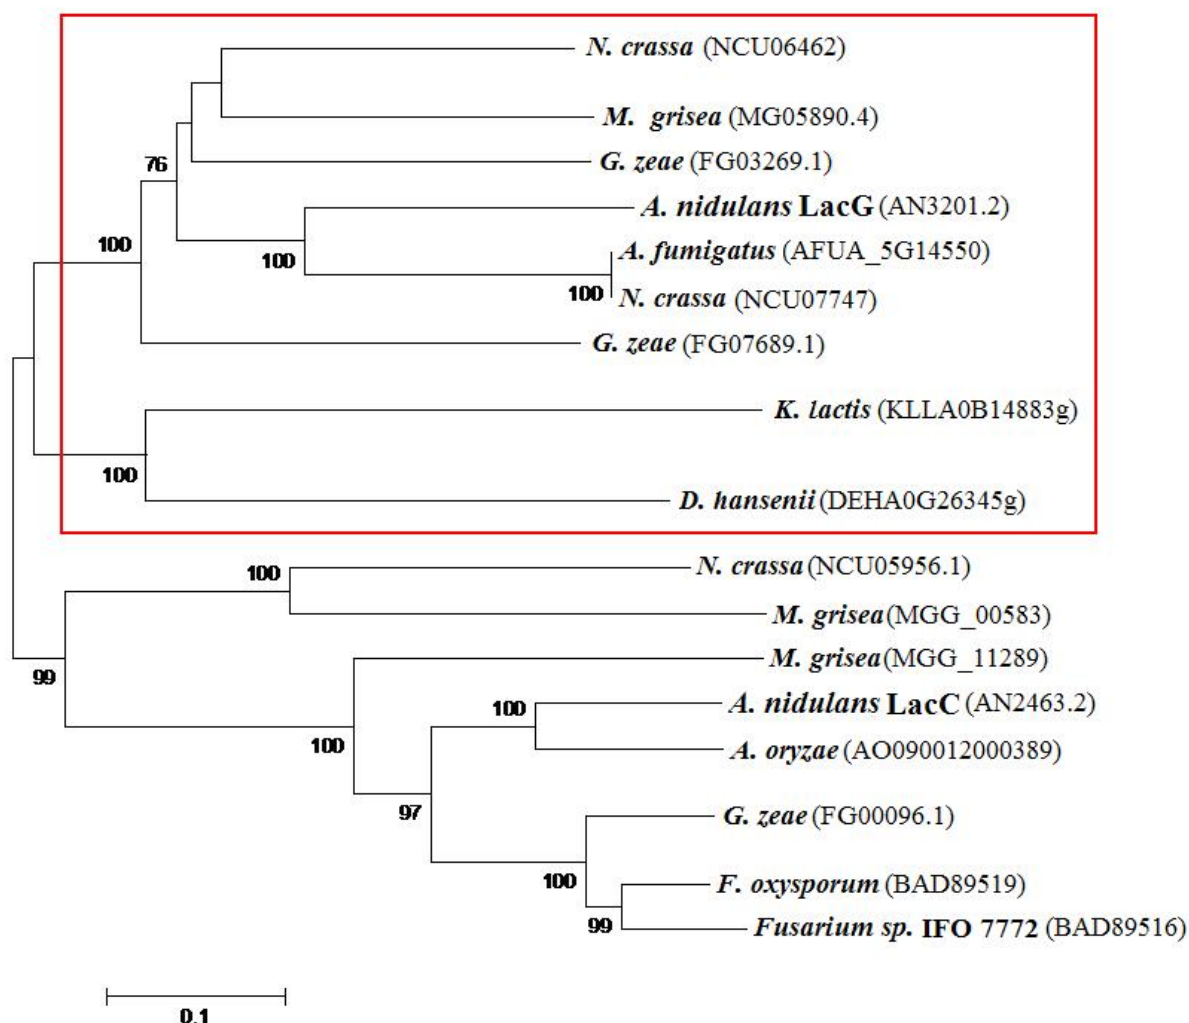 N. crassa (NCU06462)
M. grisea (MG05890.4)
G. zeae (FG03269.1)
76
A. nidulans LacG (AN3201.2)
100
A. fumigatus (AFUA_5G14550)
100
100
N. crassa (NCU07747)
G. zeae (FG07689.1)
K. lactis (KLLA0B14883g)
100
D. hansenii (DEHA0G26345g)
N. crassa (NCU05956.1)
100
M. grisea (MGG_00583)
M. grisea (MGG_11289)
99
A. nidulans LacC (AN2463.2)
100
100
A. oryzae (AO090012000389)
97
G. zeae (FG00096.1)
100
F. oxysporum (BAD89519)
99
Fusarium sp. IFO 7772 (BAD89516)
0.1